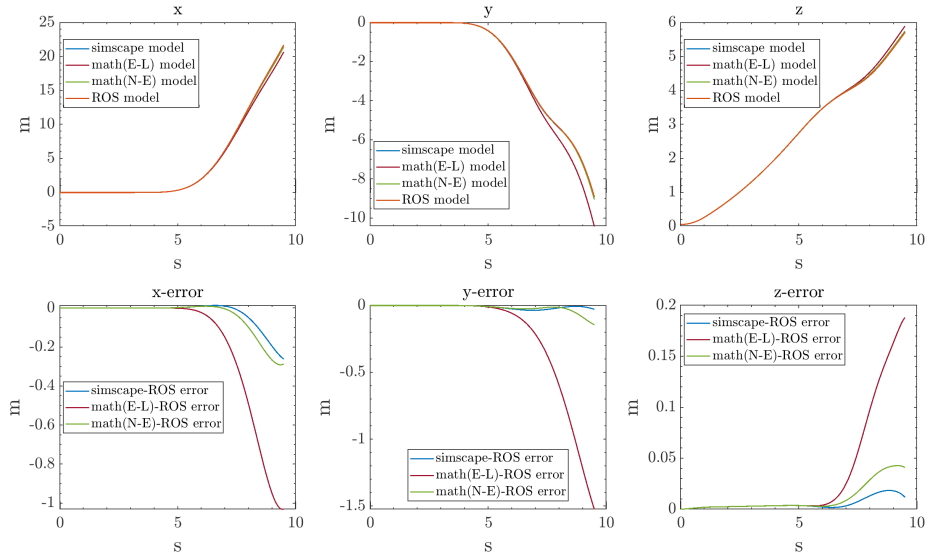 x
25
20
15
10
5
0
-5
m
simscape model
math(E-L) model
math(N-E) model
ROS model
0
5
10
s
y
0
-2
-4
-6
-8
-10
m
simscape model
math(E-L) model
math(N-E) model
ROS model
0
5
10
s
z
6
5
4
3
2
1
0
m
simscape model
math(E-L) model
math(N-E) model
ROS model
0
5
10
s
x-error
0
-0.2
-0.4
-0.6
-0.8
-1
m
simscape-ROS error
math(E-L)-ROS error
math(N-E)-ROS error
0
5
10
s
y-error
0
-0.5
-1
-1.5
m
simscape-ROS error
math(E-L)-ROS error
math(N-E)-ROS error
0
5
10
s
z-error
0.2
0.15
0.1
0.05
0
m
simscape-ROS error
math(E-L)-ROS error
math(N-E)-ROS error
0
5
10
s